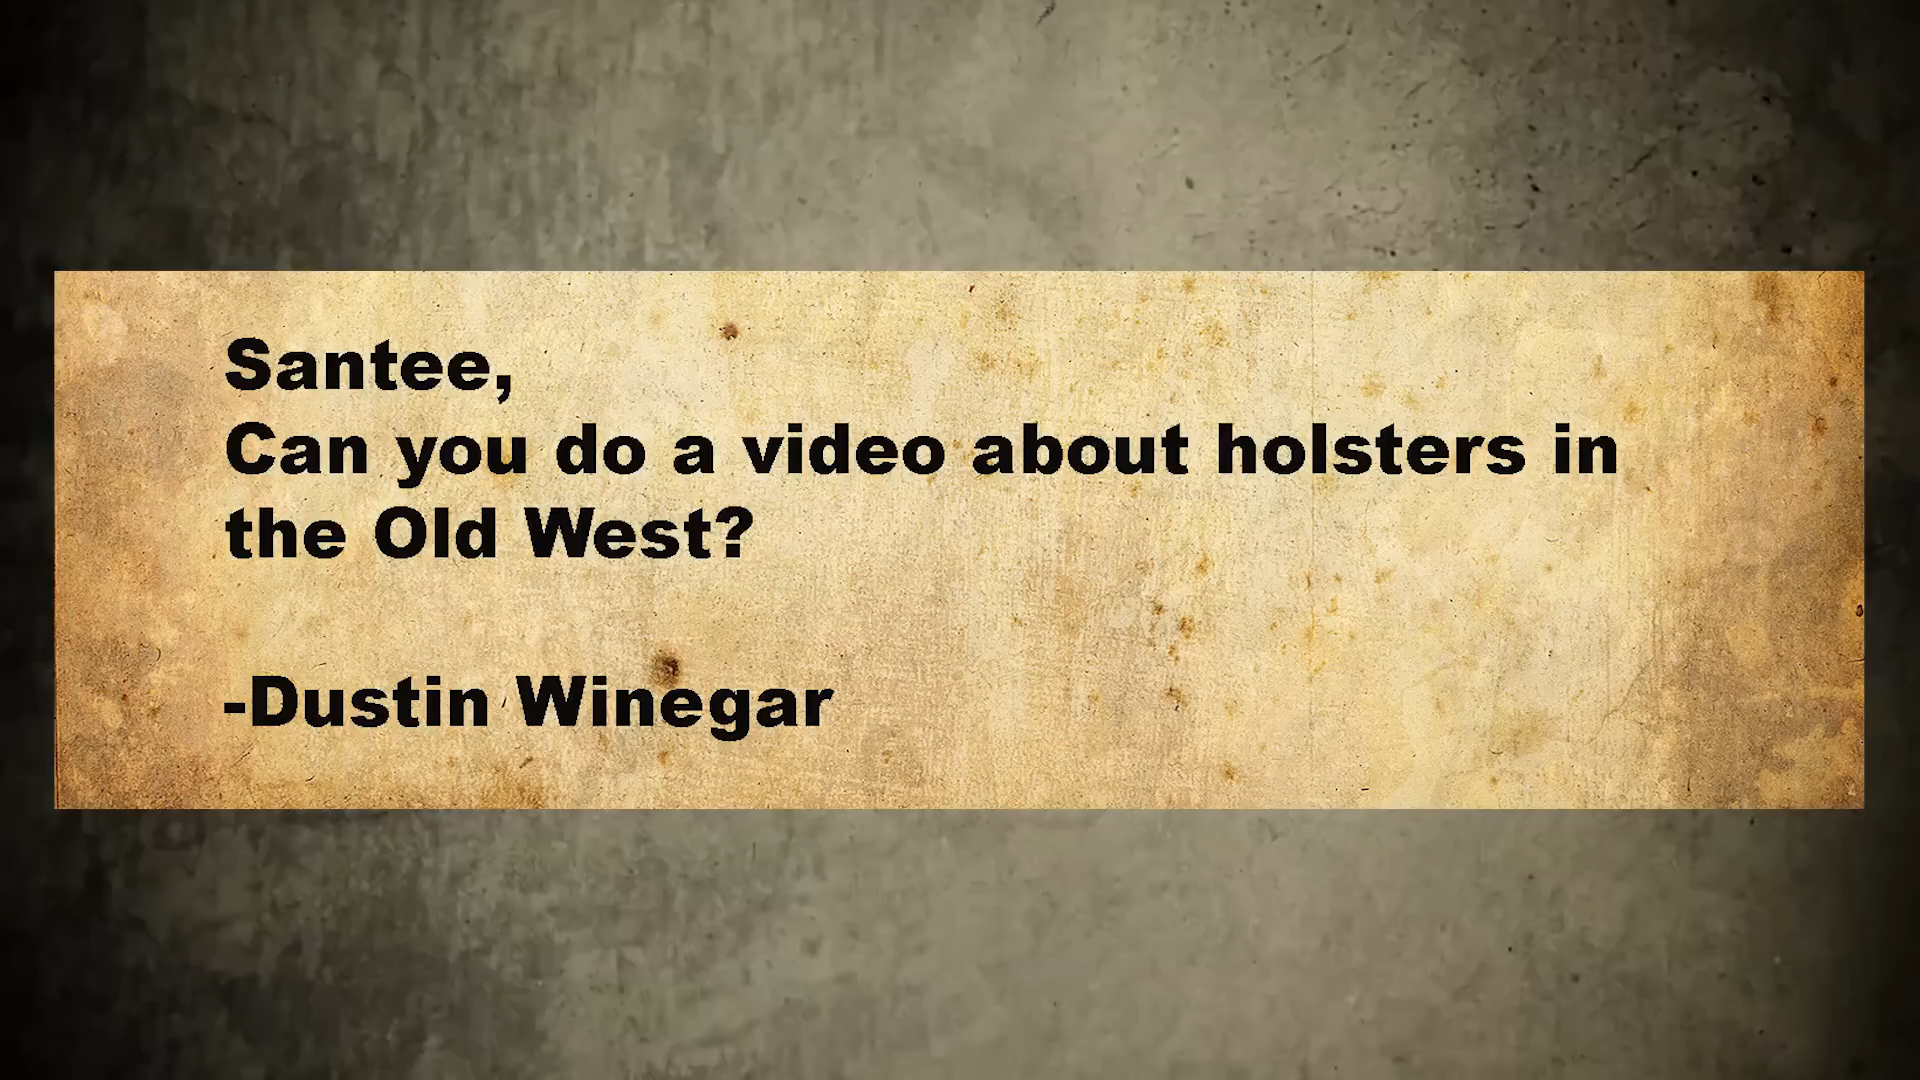 Santee,
Can you do a video about holsters in
the Old West?
-Dustin Winegar